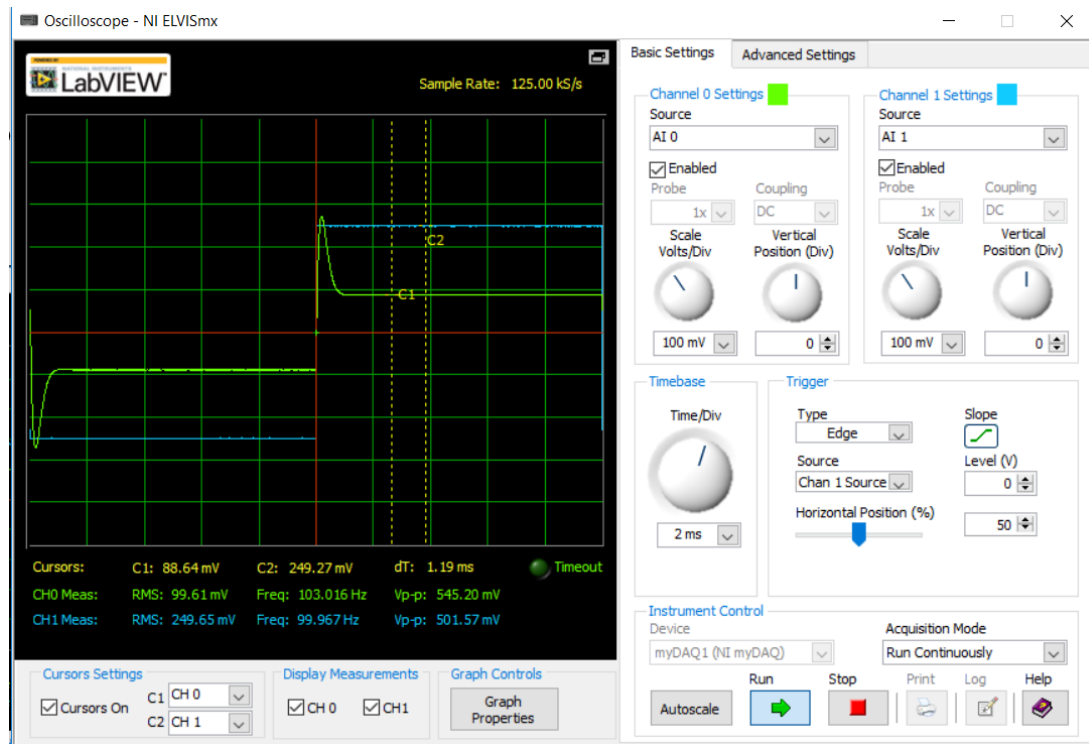 Oscilloscope - NI ELVISmx
POWERED BY
NATIONAL INSTRUMENTS
LabVIEW
Sample Rate: 125.00 kS/s
C2
C1
Cursors: C1: 88.64 mV C2: 249.27 mV dT: 1.19 ms Timeout
CH0 Meas: RMS: 99.61 mV Freq: 103.016 Hz Vp-p: 545.20 mV
CH1 Meas: RMS: 249.65 mV Freq: 99.967 Hz Vp-p: 501.57 mV
Cursors Settings
Cursors On
C1 CH 0
C2 CH 1
Display Measurements
CH 0 CH1
Graph Controls
Graph
Properties
Basic Settings Advanced Settings
Channel 0 Settings
Source
AI 0
Enabled
Probe Coupling
1x DC
Scale Vertical
Volts/Div Position (Div)
100 mV 0
Channel 1 Settings
Source
AI 1
Enabled
Probe Coupling
1x DC
Scale Vertical
Volts/Div Position (Div)
100 mV 0
Timebase
Time/Div
2 ms
Trigger
Type Slope
Edge
Source Level (V)
Chan 1 Source 0
Horizontal Position (%)
50
Instrument Control
Device Acquisition Mode
myDAQ1 (NI myDAQ) Run Continuously
Run Stop Print Log Help
Autoscale